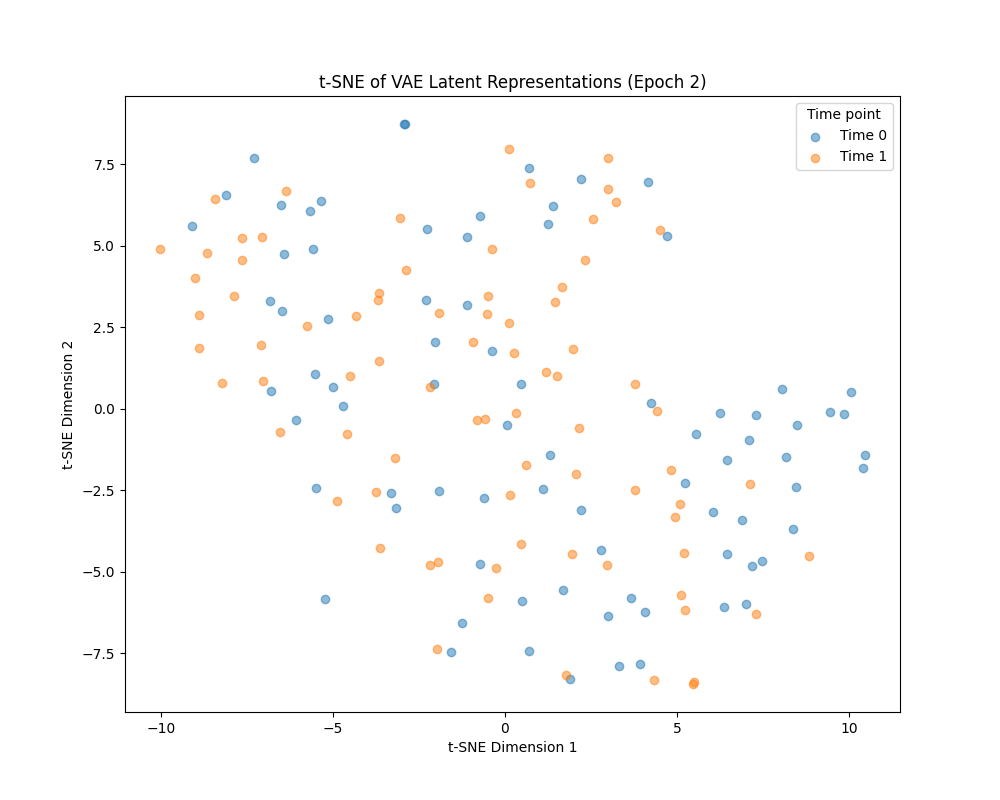 t-SNE of VAE Latent Representations (Epoch 2)
Time point
Time 0
Time 1
7.5
5.0
2.5
0.0
−2.5
−5.0
−7.5
t-SNE Dimension 2
−10
−5
0
5
10
t-SNE Dimension 1